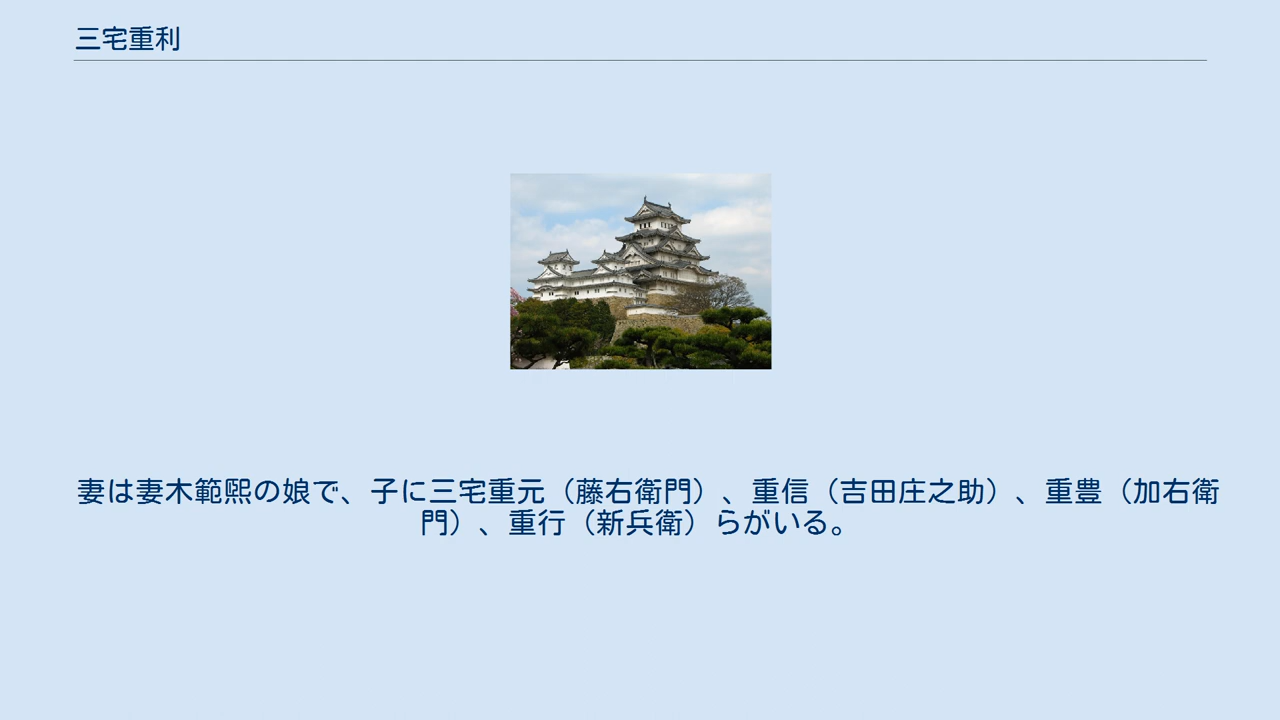 三宅重利
妻は妻木範煕の娘で、子に三宅重元（藤右衛門）、重信（吉田庄之助）、重豊（加右衛
門）、重行（新兵衛）らがいる。